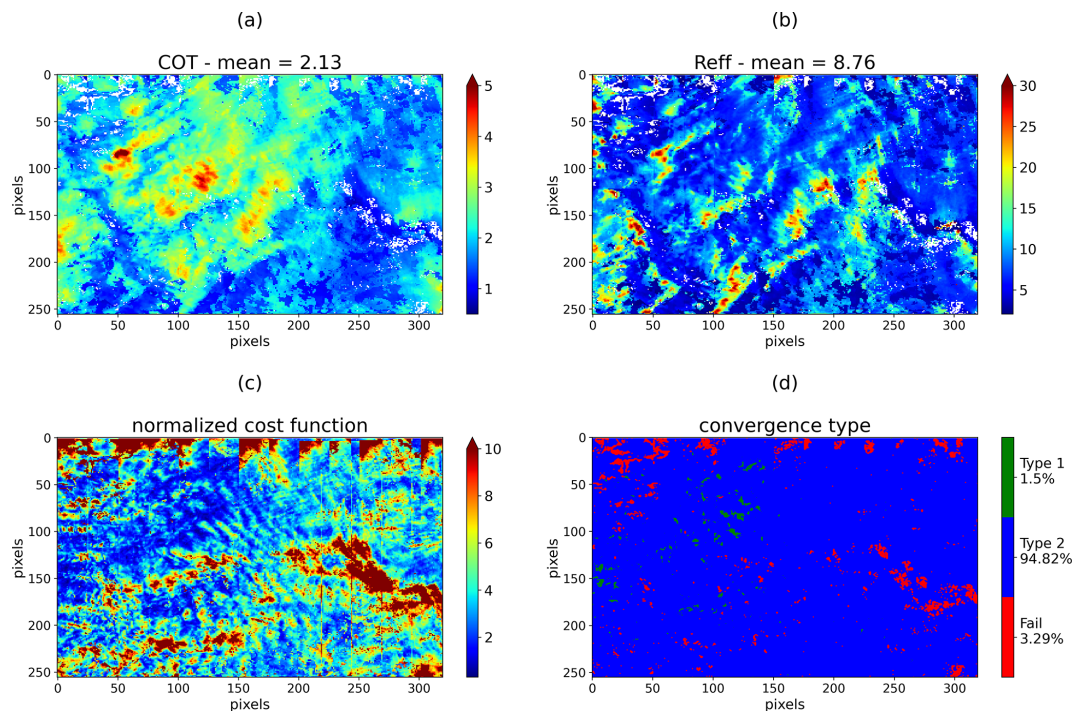 (a)
COT - mean = 2.13
0
50
100
150
200
250
pixels
0 50 100 150 200 250 300
pixels
5
4
3
2
1
(b)
Reff - mean = 8.76
0
50
100
150
200
250
pixels
0 50 100 150 200 250 300
pixels
30
25
20
15
10
5
(c)
normalized cost function
0
50
100
150
200
250
pixels
0 50 100 150 200 250 300
pixels
10
8
6
4
2
(d)
convergence type
0
50
100
150
200
250
pixels
0 50 100 150 200 250 300
pixels
Type 1
1.5%
Type 2
94.82%
Fail
3.29%